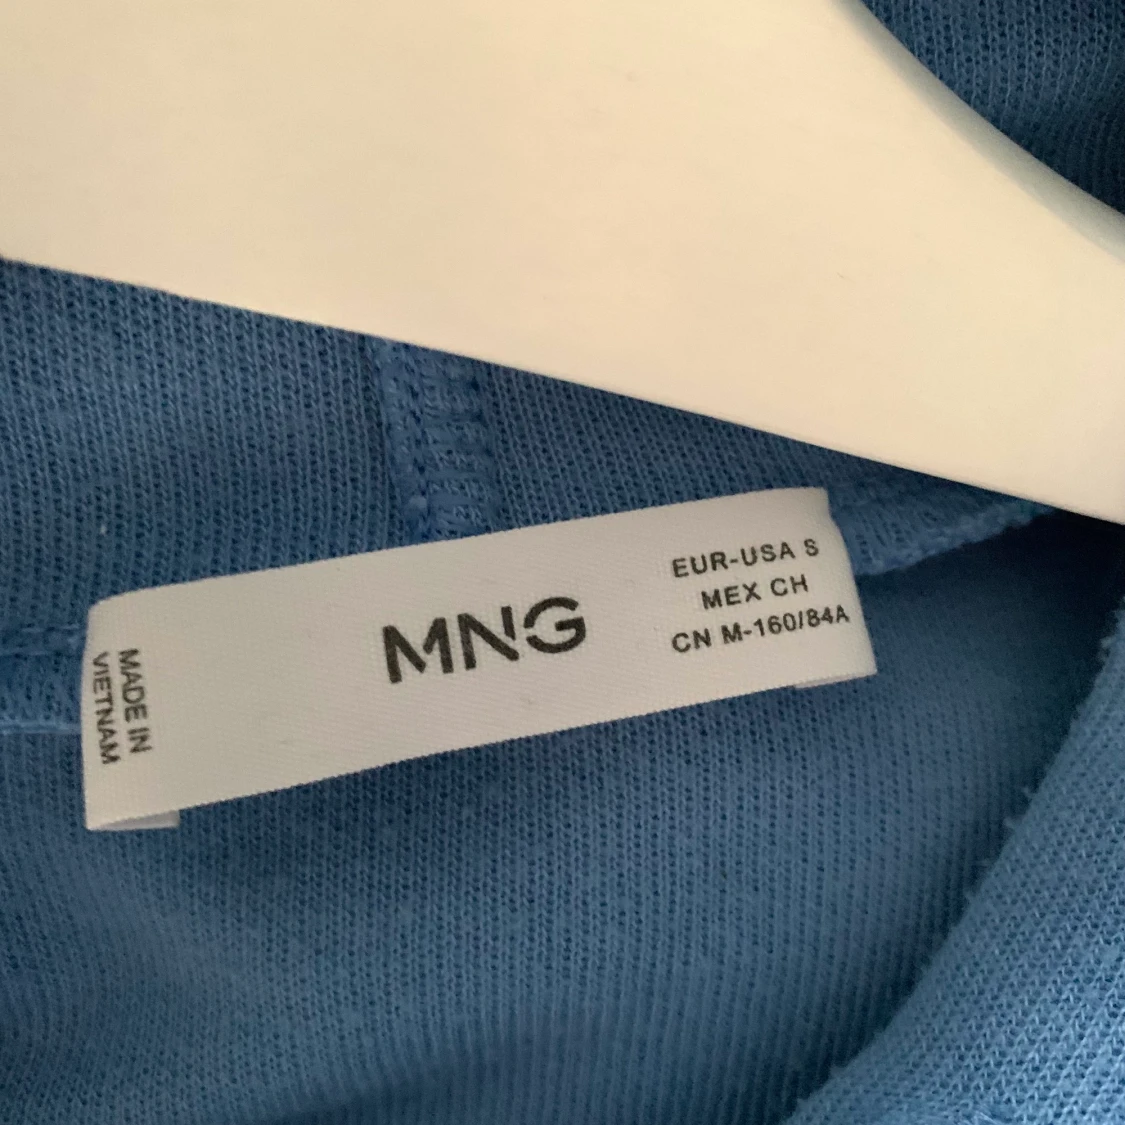 MADE IN
VIETNAM
MNG
EUR-USA S
MEX CH
CN M-160/84A